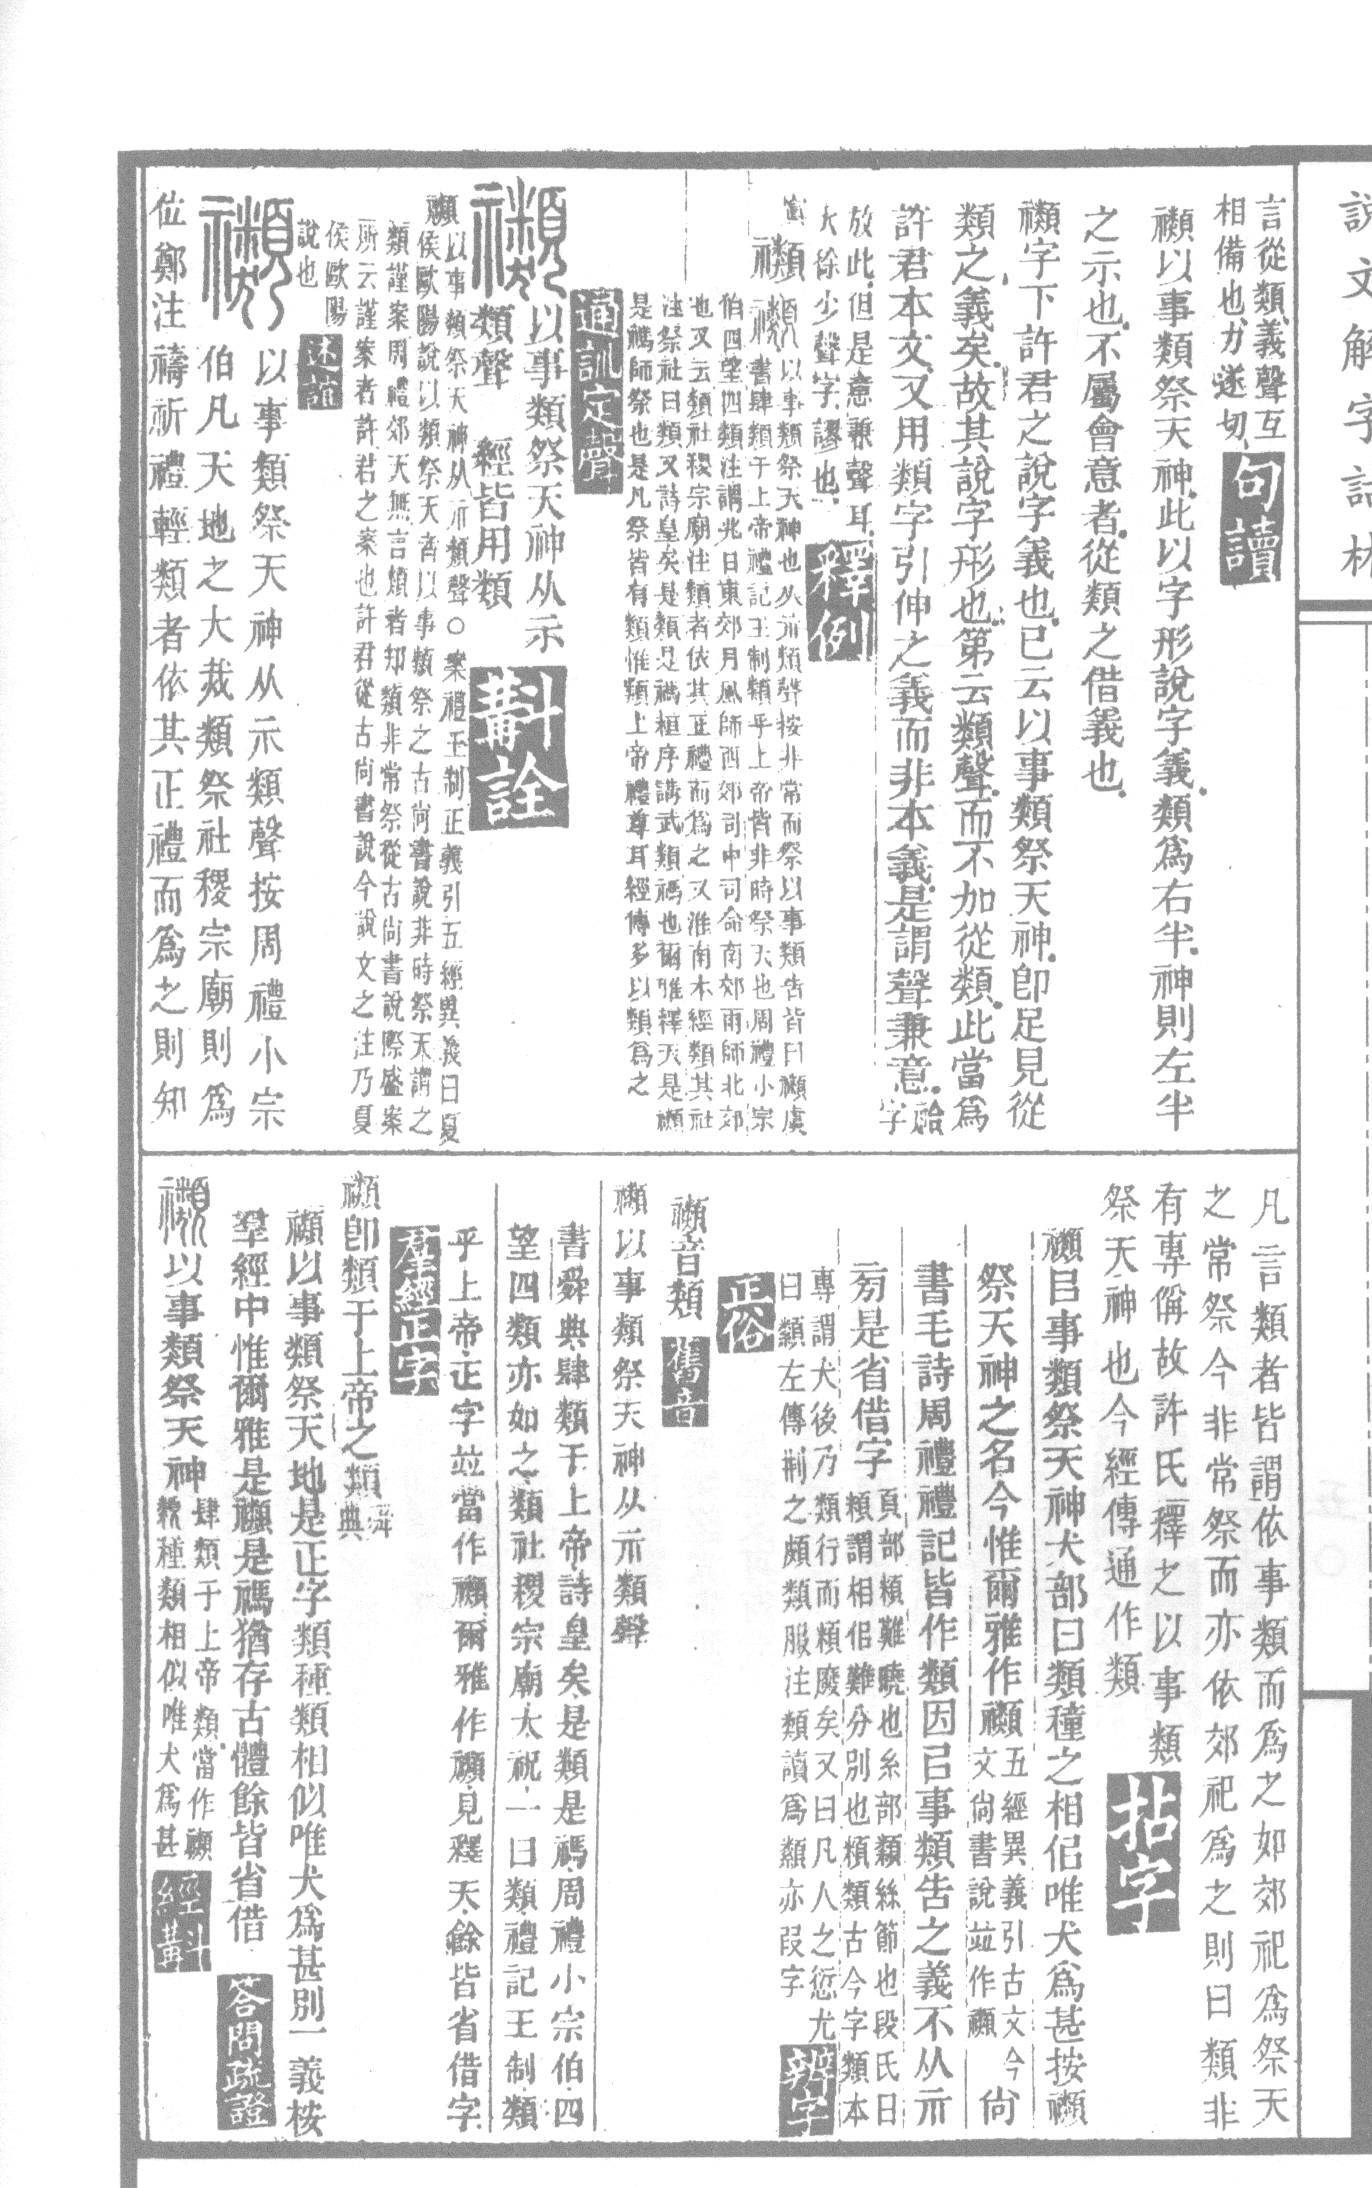 說文解字詁林
言從類義聲互
相備也力遂切 句讀
禷以事類祭天神此以字形說字義類爲右半神則左半
之示也不屬會意者從類之借義也
禷字下許君之說字義也已云以事類祭天神卽足見從
類之義矣故其說字形也第云類聲而不加從類此當爲
許君本文又用類字引伸之義而非本義是謂聲兼意祫字
放此但是意兼聲耳
大徐少聲字謬也 釋例
禷 以事類祭天神也从示類聲按非常而祭以事類告皆曰禷虞
書肆類于上帝禮記王制類乎上帝皆非時祭天也周禮小宗
伯四望四類注謂兆日東郊月風師西郊司中司命南郊雨師北郊
也又云類社稷宗廟注類者依其正禮而爲之又淮南本經類其社
注祭社曰類又詩皇矣是類是禡桓序講武類禡也爾雅釋天是禷
是禡師祭也是凡祭皆有類惟類上帝禮尊耳經傳多以類爲之
通訓定聲
禷 以事類祭天神从示
類聲 經皆用類 斠詮
禷以事類祭天神从示類聲○案禮王制正義引五經異義曰夏
侯歐陽說以類祭天者以事類祭之古尚書說非時祭天謂之
類謹案周禮郊天無言類者知類非常祭從古尚書說際盛案
所云謹案者許君之案也許君從古尚書說今說文之注乃夏
侯歐陽
說也 述誼
禷 以事類祭天神从示類聲按周禮小宗
伯凡天地之大烖類祭社稷宗廟則爲
位鄭注禱祈禮輕類者依其正禮而爲之則知
凡言類者皆謂依事類而爲之如郊祀爲祭天
之常祭今非常祭而亦依郊祀爲之則曰類非
有專偁故許氏釋之以事類
祭天神也今經傳通作類 拈字
禷㠯事類祭天神犬部曰類種之相佀唯犬爲甚按禷
祭天神之名今惟爾雅作禷 五經異義引古文今
文尙書說竝作禷 尙
書毛詩周禮禮記皆作類因㠯事類告之義不从示
㫄是省借字 頁部頪難曉也糸部纇絲節也段氏曰
頪謂相佀難分別也頪類古今字類本
專謂犬後乃類行而頪廢矣又曰凡人之愆尤
曰纇左傳荆之頗類服注類讀爲纇亦叚字 辨字
正俗
禷音類 舊音
禷以事類祭天神从示類聲
書舜典肆類于上帝詩皇矣是類是禡周禮小宗伯四
望四類亦如之類社稷宗廟大祝一曰類禮記王制類
乎上帝正字竝當作禷爾雅作禷見釋天餘皆省借字
羣經正字
禷卽類于上帝之類 舜典
禷以事類祭天地是正字類種類相似唯犬爲甚別一義桉
羣經中惟爾雅是禷是禡猶存古體餘皆省借 答問疏證
禷 以事類祭天神 肆類于上帝類當作禷
類種類相似唯犬爲甚 經斠